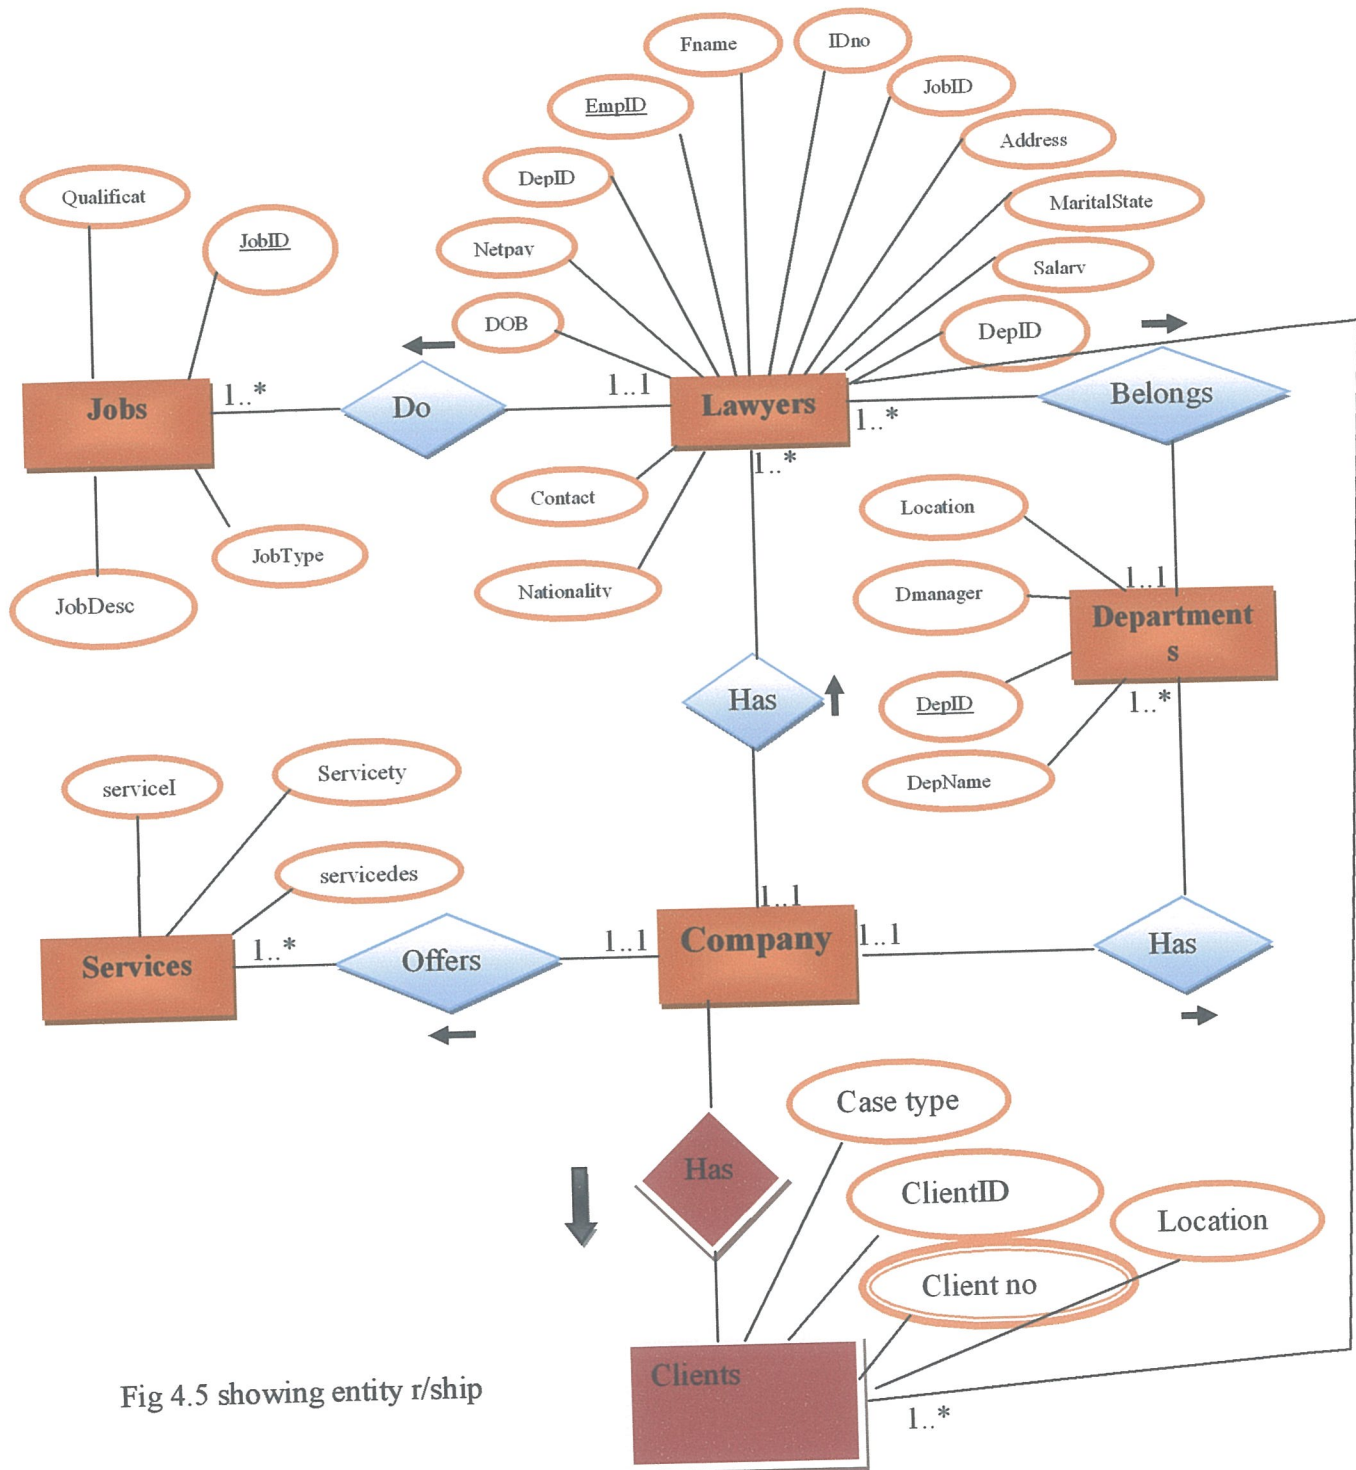 Fname
IDno
EmpID
JobID
Address
DepID
Qualificat
MaritalState
JobID
Netpay
Salary
DOB
DepID
1..*
Do
1..1
Jobs
Lawyers
1..*
Belongs
1..*
Contact
Location
JobType
Nationality
1..1
Dmanager
JobDesc
Department
s
Has
DepID
1..*
DepName
Servicety
serviceI
servicedes
1..1
Services
1..*
Offers
1..1
Company
1..1
Has
Case type
Has
ClientID
Location
Client no
Clients
Fig 4.5 showing entity r/ship
1..*